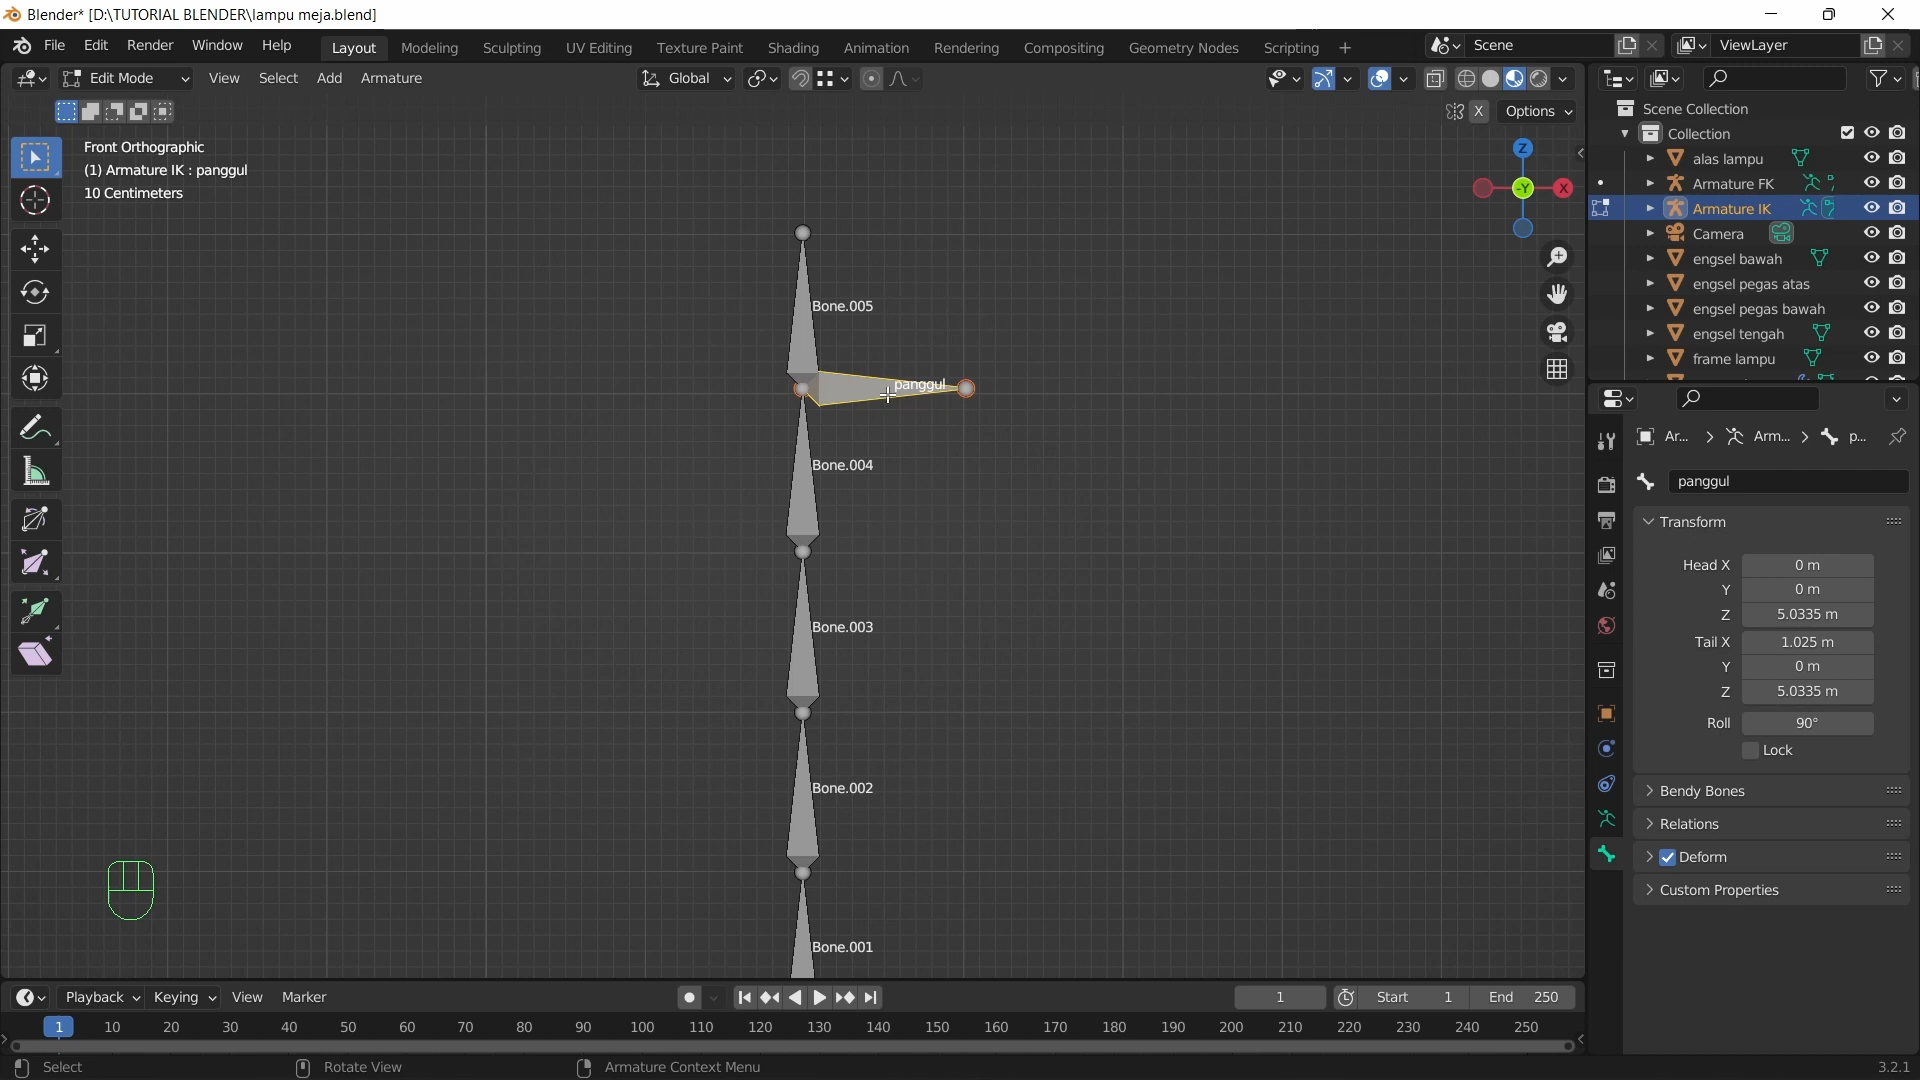 Blender* [D:\TUTORIAL BLENDER\lampu meja.blend]
File Edit Render Window Help Layout Modeling Sculpting UV Editing Texture Paint Shading Animation Rendering Compositing Geometry Nodes Scripting + Scene ViewLayer
Edit Mode View Select Add Armature Global
X Options
Front Orthographic
(1) Armature IK : panggul
10 Centimeters
Z
-Y X
Bone.005
panggul
Bone.004
Bone.003
Bone.002
Bone.001
Scene Collection
Collection
alas lampu
Armature FK
Armature IK
Camera
engsel bawah
engsel pegas atas
engsel pegas bawah
engsel tengah
frame lampu
Ar... Arm... p...
panggul
Transform
Head X 0 m
Y 0 m
Z 5.0335 m
Tail X 1.025 m
Y 0 m
Z 5.0335 m
Roll 90°
Lock
Bendy Bones
Relations
Deform
Custom Properties
Playback Keying View Marker 1 Start 1 End 250
1 10 20 30 40 50 60 70 80 90 100 110 120 130 140 150 160 170 180 190 200 210 220 230 240 250
Select Rotate View Armature Context Menu 3.2.1